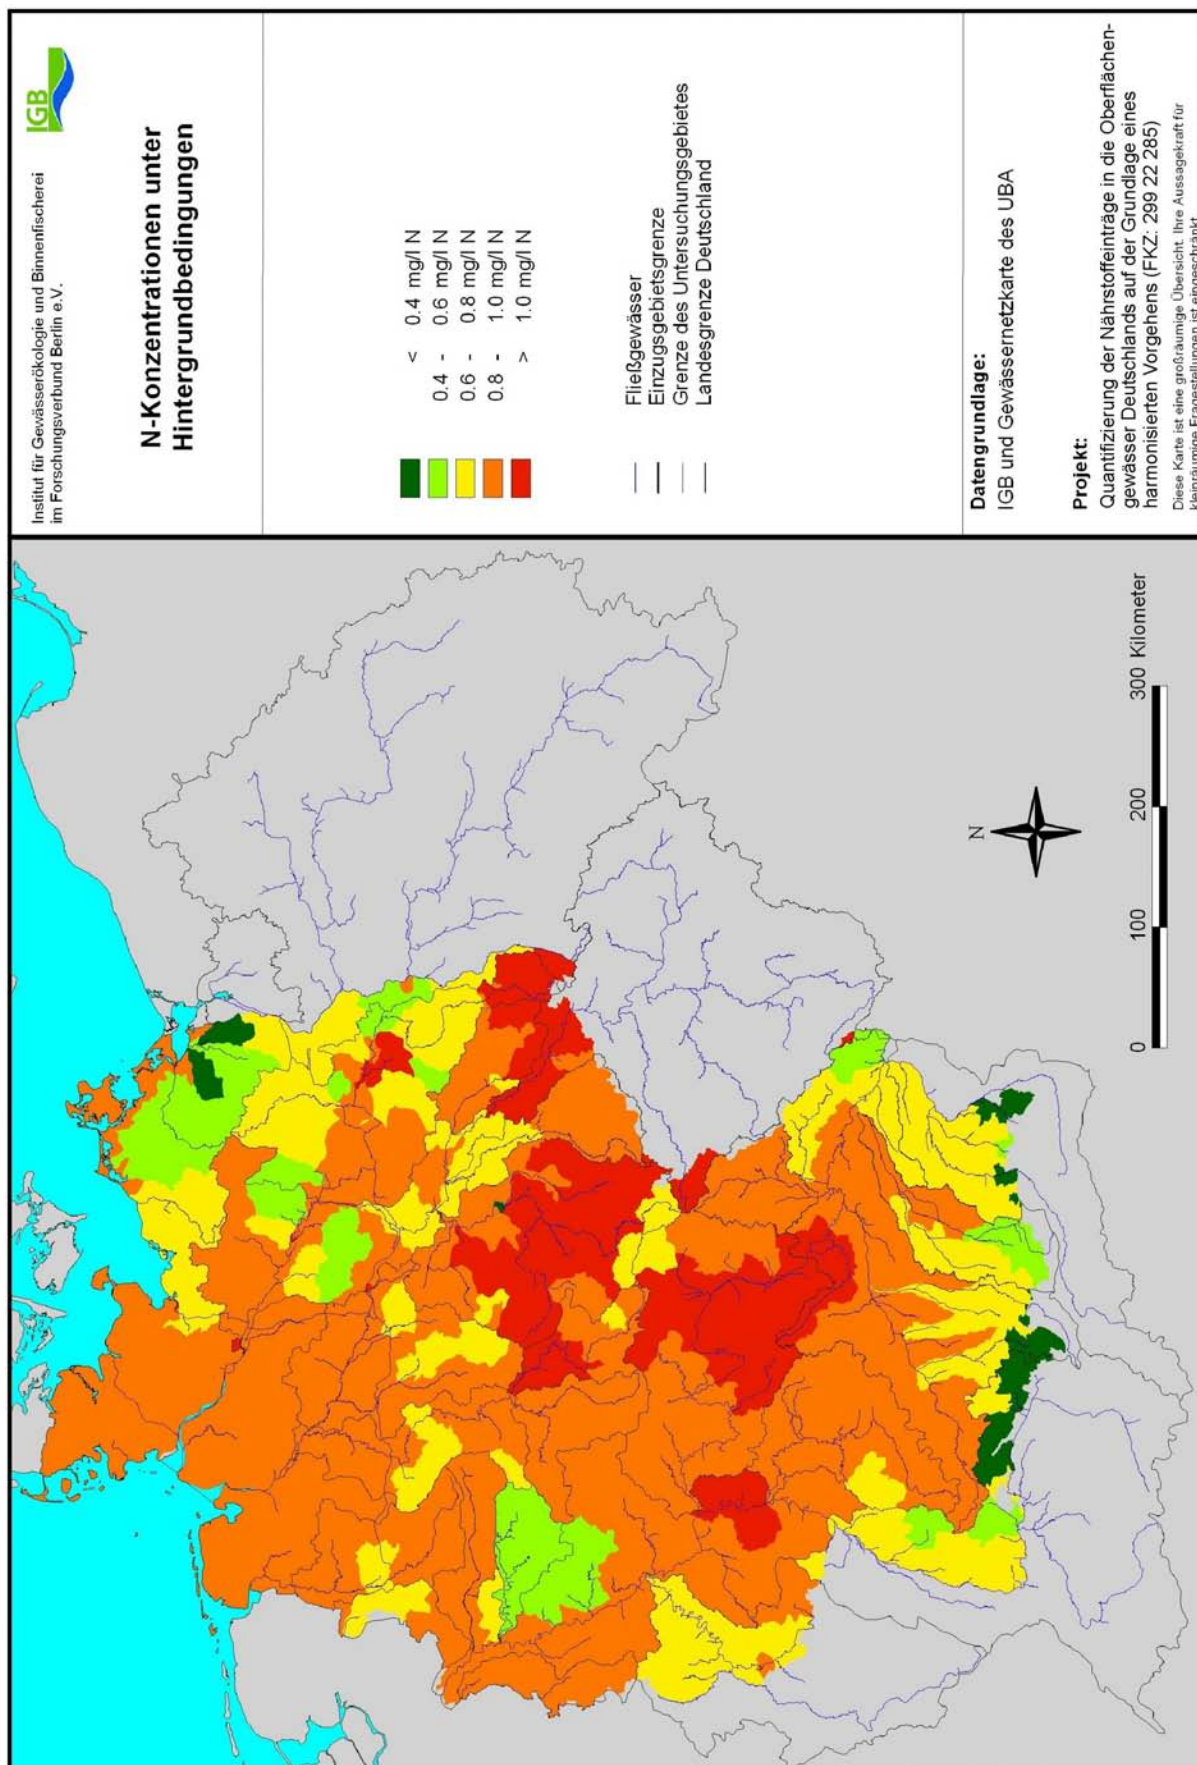 Institut für Gewässerökologie und Binnenfischerei
im Forschungsverbund Berlin e.V.
IGB
N-Konzentrationen unter
Hintergrundbedingungen
< 0.4 mg/l N
0.4 - 0.6 mg/l N
0.6 - 0.8 mg/l N
0.8 - 1.0 mg/l N
> 1.0 mg/l N
Fließgewässer
Einzugsgebietsgrenze
Grenze des Untersuchungsgebietes
Landesgrenze Deutschland
Datengrundlage:
IGB und Gewässernetzkarte des UBA
Projekt:
Quantifizierung der Nährstoffeinträge in die Oberflächen-
gewässer Deutschlands auf der Grundlage eines
harmonisierten Vorgehens (FKZ: 299 22 285)
Diese Karte ist eine großräumige Übersicht. Ihre Aussagekraft für
kleinräumige Fragestellungen ist eingeschränkt
N
0 100 200 300 Kilometer